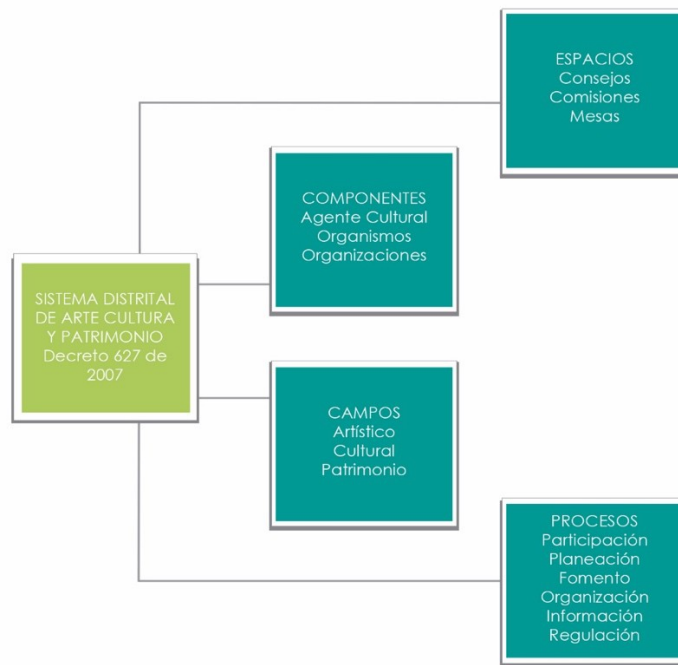 ESPACIOS
Consejos
Comisiones
Mesas
COMPONENTES
Agente Cultural
Organismos
Organizaciones
SISTEMA DISTRITAL
DE ARTE CULTURA
Y PATRIMONIO
Decreto 627 de
2007
CAMPOS
Artístico
Cultural
Patrimonio
PROCESOS
Participación
Planeación
Fomento
Organización
Información
Regulación